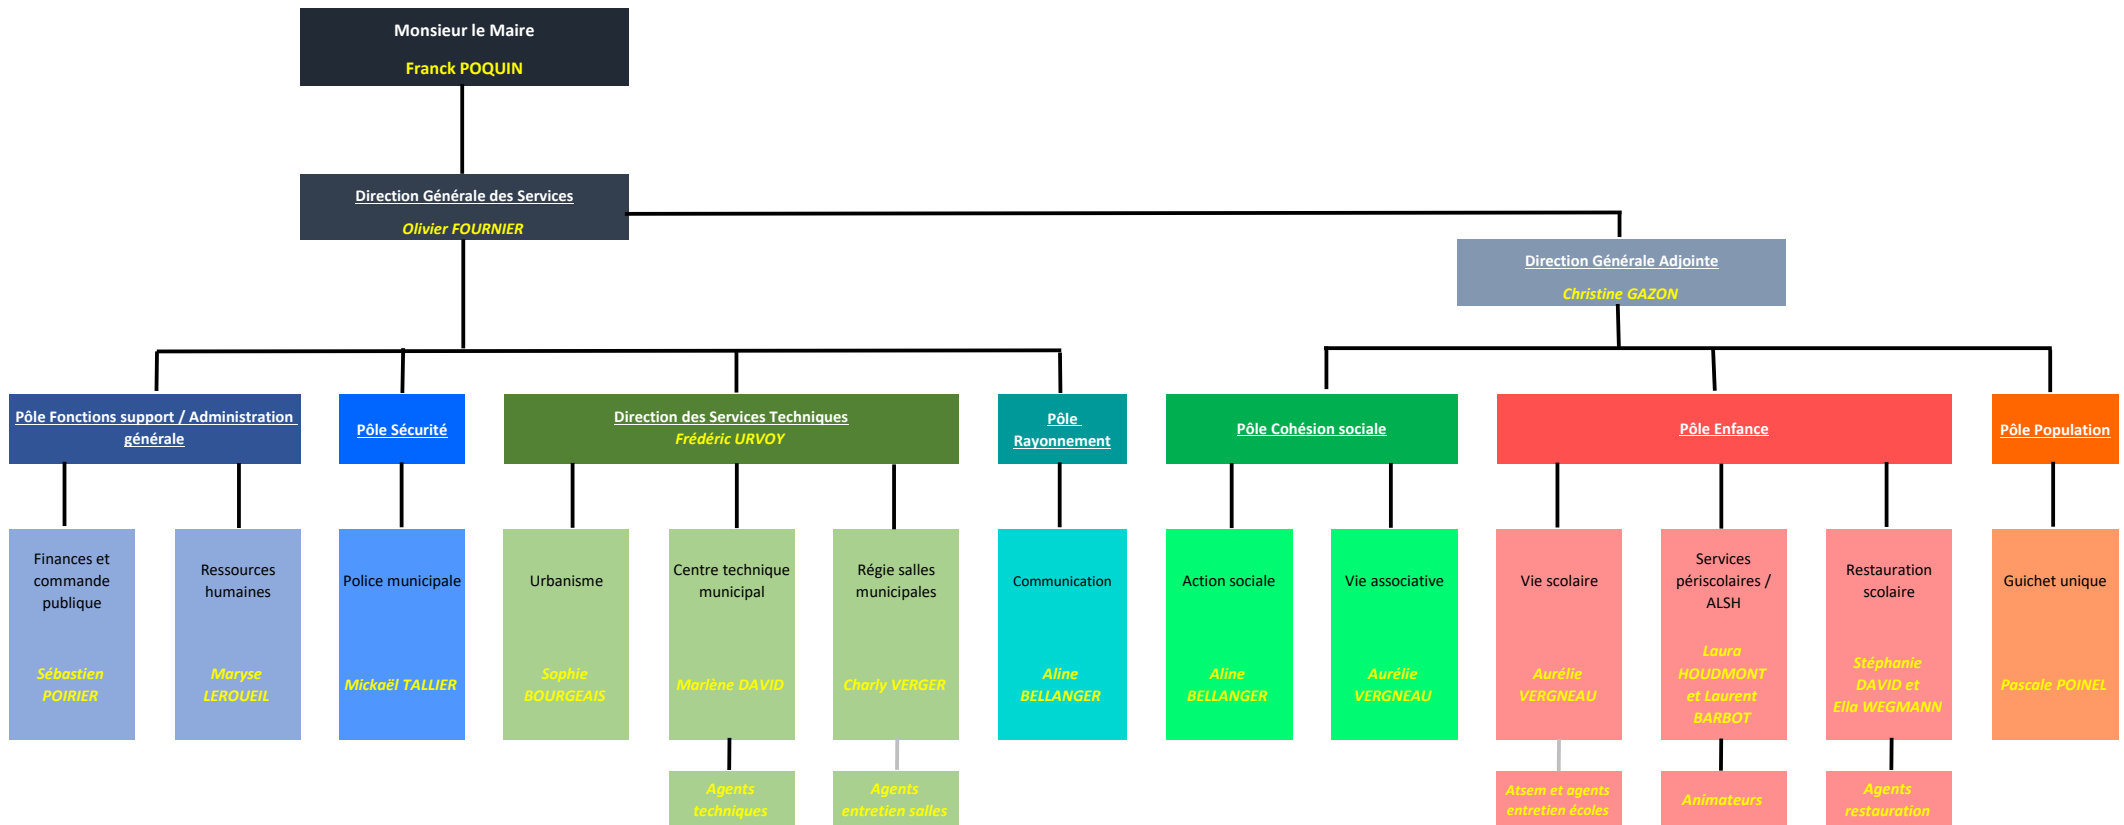 Monsieur le Maire
Franck POQUIN
Direction Générale des Services
Olivier FOURNIER
Direction Générale Adjointe
Christine GAZON
Pôle Fonctions support / Administration
générale
Pôle Sécurité
Direction des Services Techniques
Frédéric URVOY
Pôle
Rayonnement
Pôle Cohésion sociale
Pôle Enfance
Pôle Population
Finances et
commande
publique
Sébastien
POIRIER
Ressources
humaines
Maryse
LEROUEIL
Police municipale
Mickaël TALLIER
Urbanisme
Sophie
BOURGEAIS
Centre technique
municipal
Marlène DAVID
Régie salles
municipales
Charly VERGER
Communication
Aline
BELLANGER
Action sociale
Aline
BELLANGER
Vie associative
Aurélie
VERGNEAU
Vie scolaire
Aurélie
VERGNEAU
Services
périscolaires /
ALSH
Laura
HOUDMONT
et Laurent
BARBOT
Restauration
scolaire
Stéphanie
DAVID et
Ella WEGMANN
Guichet unique
Pascale POINEL
Agents
techniques
Agents
entretien salles
Atsem et agents
entretien écoles
Animateurs
Agents
restauration